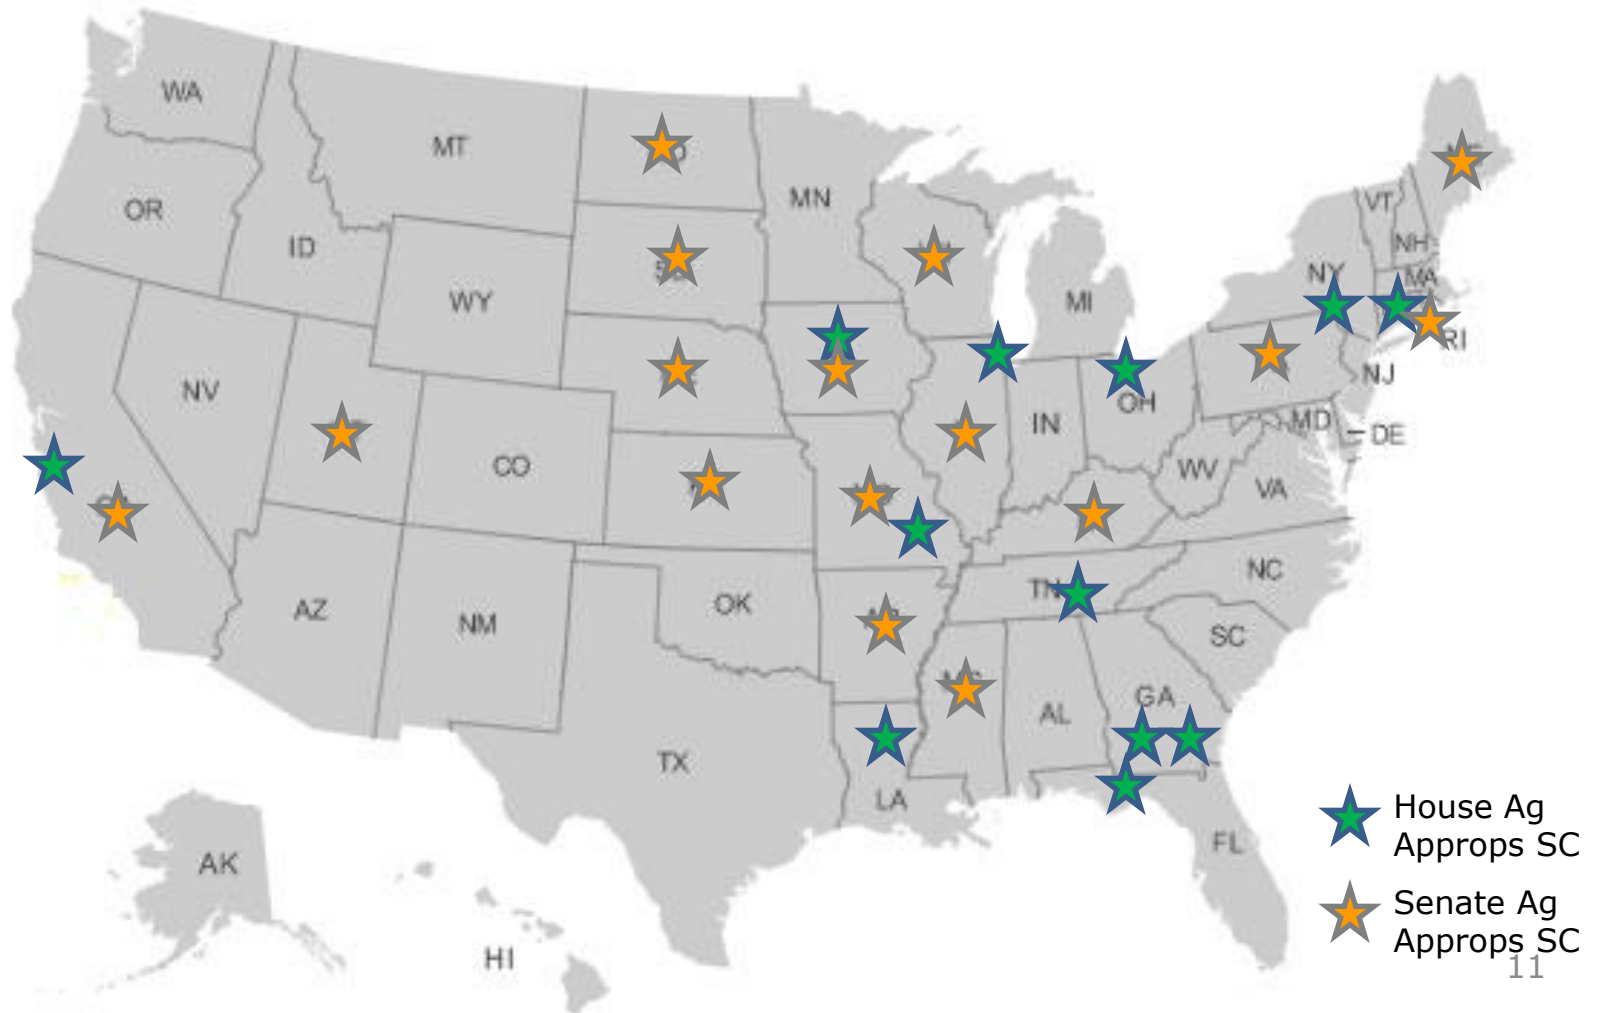 WA
MT
MN
OR
ID
VT
NH
NY
MA
WY
MI
RI
NV
NJ
OH
IN
MD
DE
CO
WV
VA
NC
TN
OK
AZ
NM
SC
GA
AL
TX
LA
FL
AK
HI
House Ag
Approps SC
Senate Ag
Approps SC
11